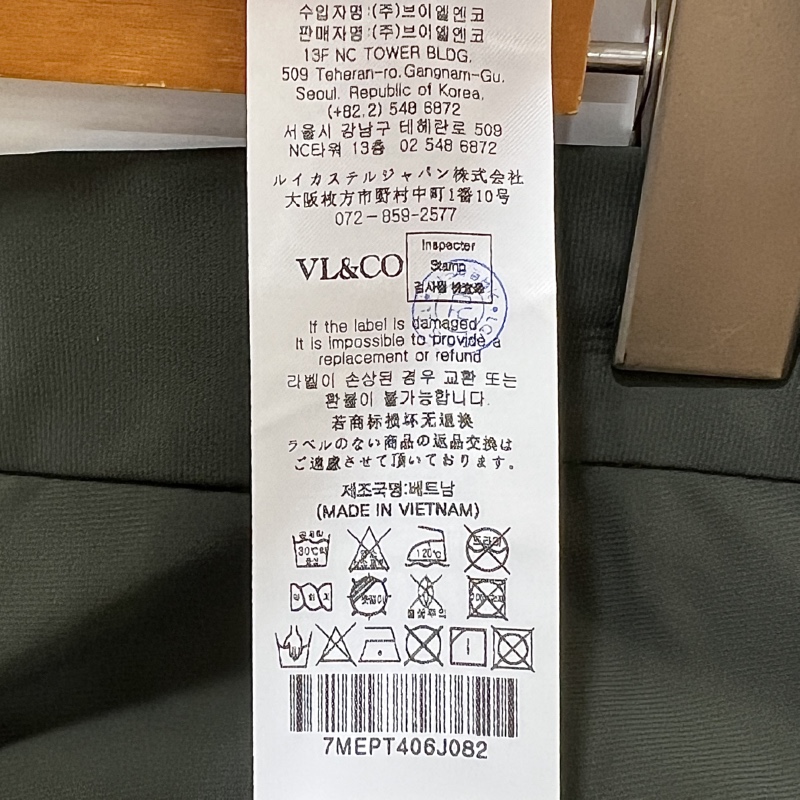 수입자명:(주)브이엘엔코
판매자명:(주)브이엘엔코
13F NC TOWER BLDG,
509 Teheran-ro,Gangnam-Gu,
Seoul, Republic of Korea,
(+82,2) 548 6872
서울시 강남구 테헤란로 509
NC타워 13층 02 548 6872
ルイカステルジャパン株式会社
大阪枚方市野村中町1番10号
072-859-2577
VL&CO
Inspecter
Stamp
If the label is damaged,
It is impossible to provide a
replacement or refund
라벨이 손상된 경우 교환 또는
환불이 불가능합니다.
若商标损坏无退换
ラベルのない商品の返品交換は
ご遠慮させて頂いております。
제조국명:베트남
(MADE IN VIETNAM)
30℃의
120℃
드라이
7MEPT406J082